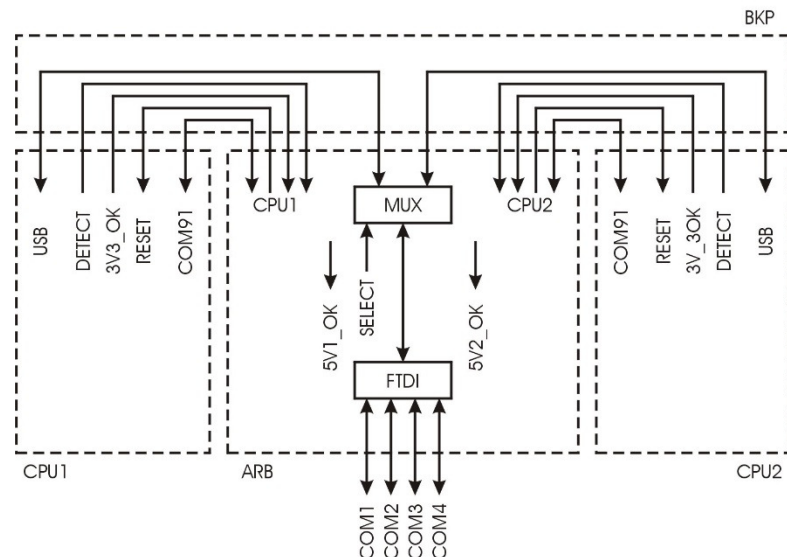 BKP
USB
DETECT
3V3_OK
RESET
COM91
CPU1
MUX
CPU2
5V1_OK
SELECT
5V2_OK
FTDI
COM91
RESET
3V_3OK
DETECT
USB
CPU1
ARB
CPU2
COM1
COM2
COM3
COM4